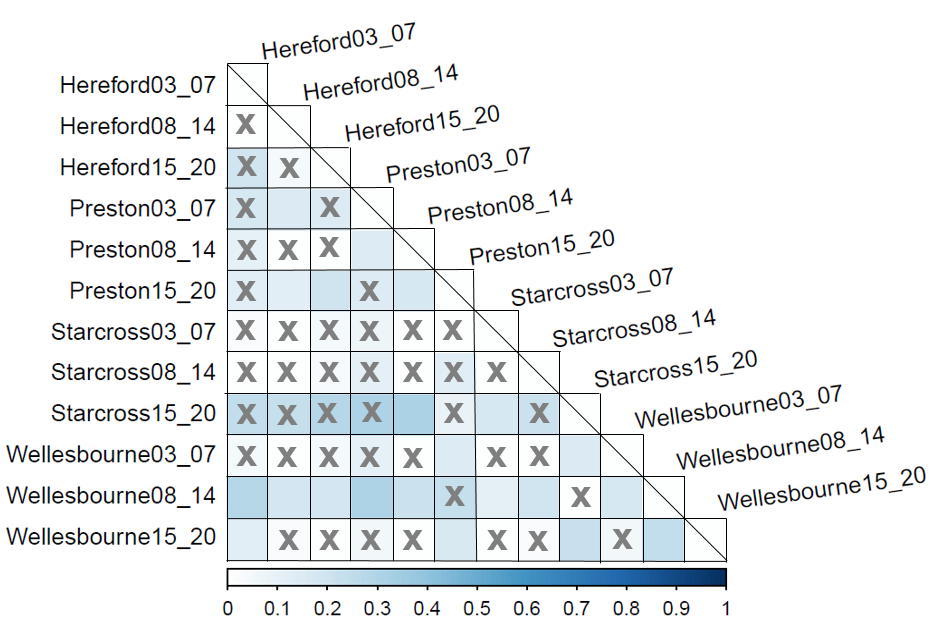 Hereford03_07
Hereford03_07
Hereford08_14
Hereford08_14 X
Hereford15_20
Hereford15_20 X X
Preston03_07
Preston03_07 X X
Preston08_14
Preston08_14 X X X
Preston15_20
Preston15_20 X X
Starcross03_07
Starcross03_07 X X X X X X
Starcross08_14
Starcross08_14 X X X X X X X
Starcross15_20
Starcross15_20 X X X X X X
Wellesbourne03_07
Wellesbourne03_07 X X X X X X X
Wellesbourne08_14
Wellesbourne08_14 X X
Wellesbourne15_20
Wellesbourne15_20 X X X X X X X
0 0.1 0.2 0.3 0.4 0.5 0.6 0.7 0.8 0.9 1